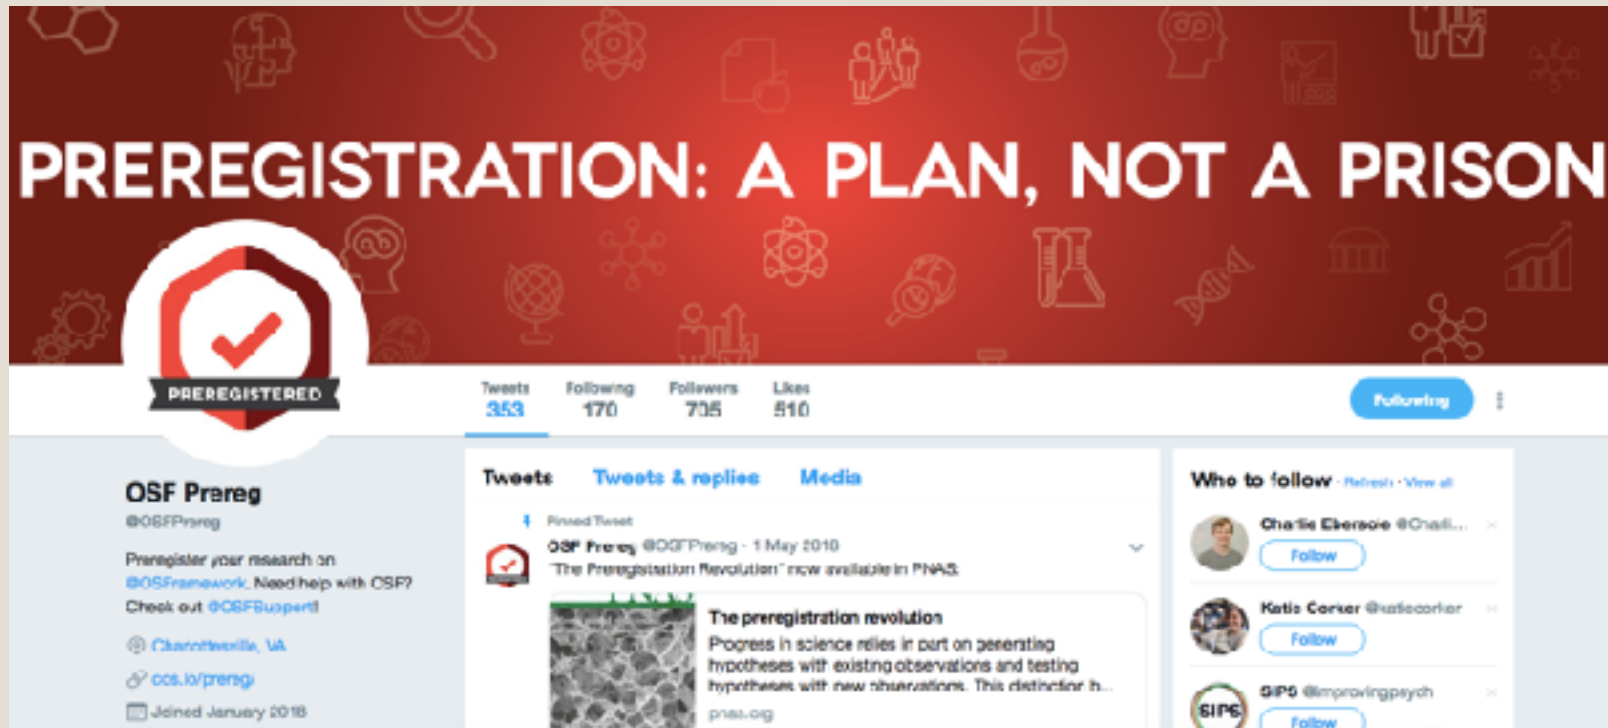 PREREGISTRATION: A PLAN, NOT A PRISON
PREREGISTERED
Tweets Following Followers Likes
353 170 705 510
Following
OSF Prereg
@OSFPrereg
Preregister your research on
@OSFramework. Need help with OSF?
Check out @OSFSupport!
Charlottesville, VA
cos.io/prereg/
Joined January 2018
Tweets Tweets & replies Media
Pinned Tweet
OSF Prereg @OSFPrereg · 1 May 2018
"The Preregistration Revolution" now available in PNAS:
The preregistration revolution
Progress in science relies in part on generating
hypotheses with existing observations and testing
hypotheses with new observations. This distinction b...
pnas.org
Who to follow · Refresh · View all
Charlie Ebersole @Charli...
Follow
Katie Corker @katiecorker
Follow
SIPS @improvingpsych
SIPS
Follow